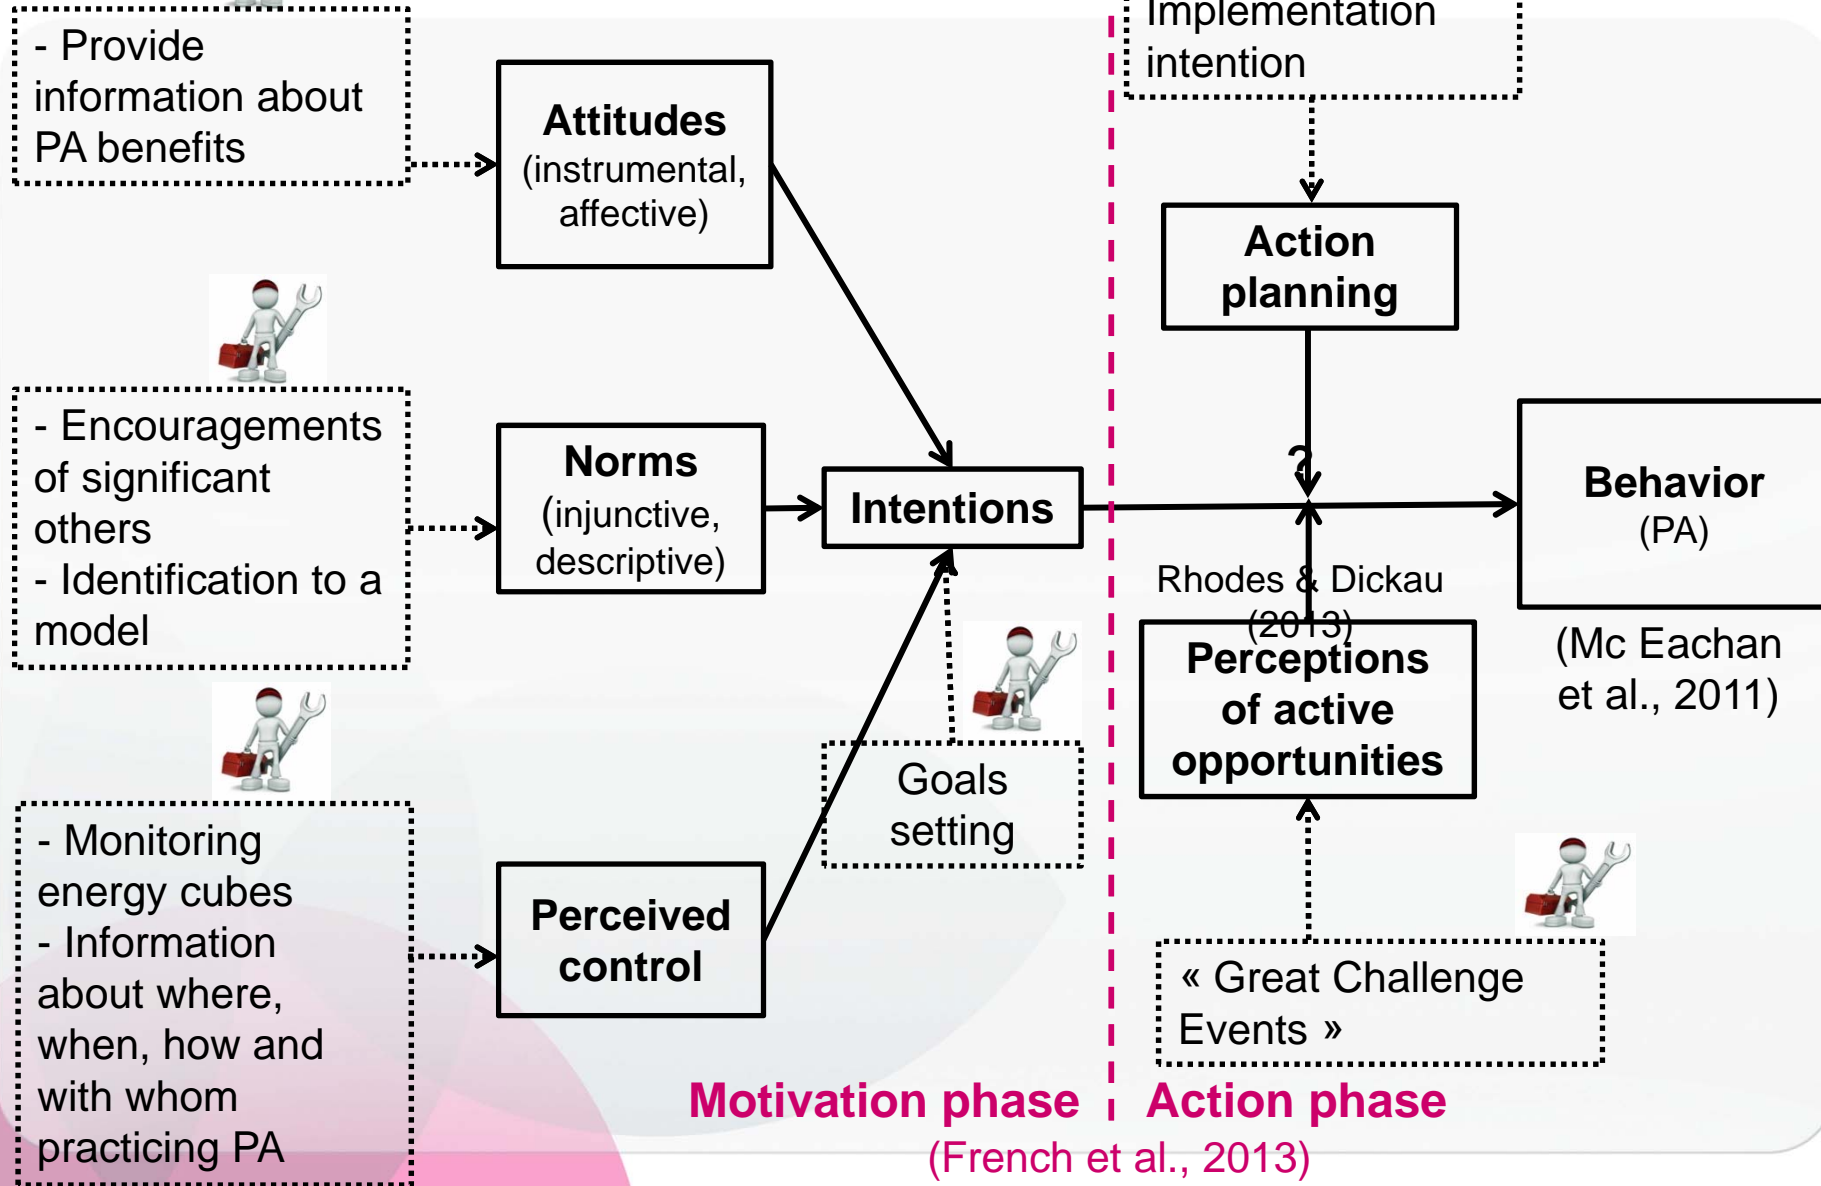 - Provide
information about
PA benefits
Attitudes
(instrumental,
affective)
Implementation
intention
Action
planning
- Encouragements
of significant
others
- Identification to a
model
Norms
(injunctive,
descriptive)
Intentions
?
Behavior
(PA)
Rhodes & Dickau
(2013)
Perceptions
of active
opportunities
(Mc Eachan
et al., 2011)
Goals
setting
- Monitoring
energy cubes
- Information
about where,
when, how and
with whom
practicing PA
Perceived
control
« Great Challenge
Events »
Motivation phase
Action phase
(French et al., 2013)